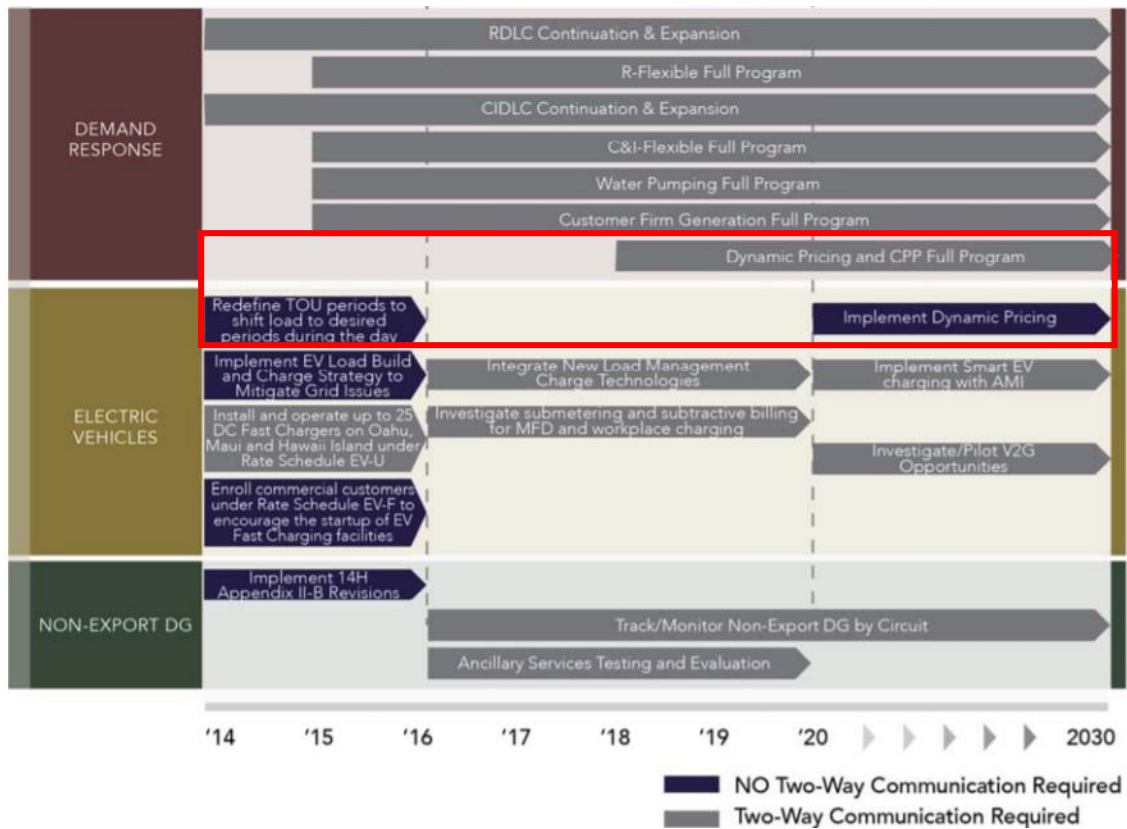 RDLC Continuation & Expansion
R-Flexible Full Program
CIDLC Continuation & Expansion
DEMAND
RESPONSE
C&I-Flexible Full Program
Water Pumping Full Program
Customer Firm Generation Full Program
Dynamic Pricing and CPP Full Program
Redefine TOU periods to
shift load to desired
periods during the day
Implement Dynamic Pricing
ELECTRIC
VEHICLES
Implement EV Load Build
and Charge Strategy to
Mitigate Grid Issues
Integrate New Load Management
Charge Technologies
Implement Smart EV
charging with AMI
Install and operate up to 25
DC Fast Chargers on Oahu,
Maui and Hawaii Island under
Rate Schedule EV-U
Investigate submetering and subtractive billing
for MFD and workplace charging
Investigate/Pilot V2G
Opportunities
Enroll commercial customers
under Rate Schedule EV-F to
encourage the startup of EV
Fast Charging facilities
NON-EXPORT DG
Implement 14H
Appendix II-B Revisions
Track/Monitor Non-Export DG by Circuit
Ancillary Services Testing and Evaluation
'14 '15 '16 '17 '18 '19 '20 2030
NO Two-Way Communication Required
Two-Way Communication Required